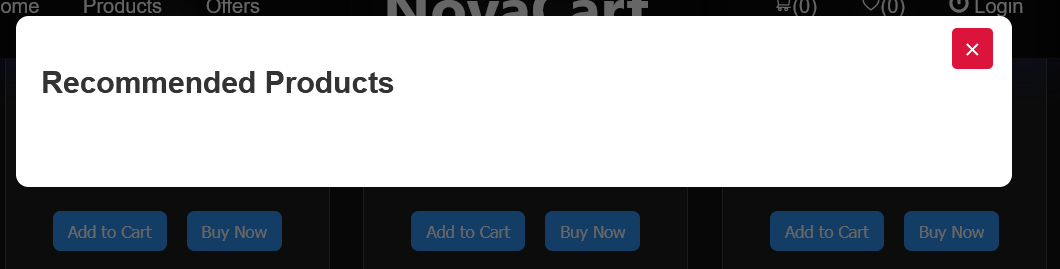 ome Products Offers NovaCart (0) (0) Login
×
Recommended Products
Add to Cart Buy Now Add to Cart Buy Now Add to Cart Buy Now